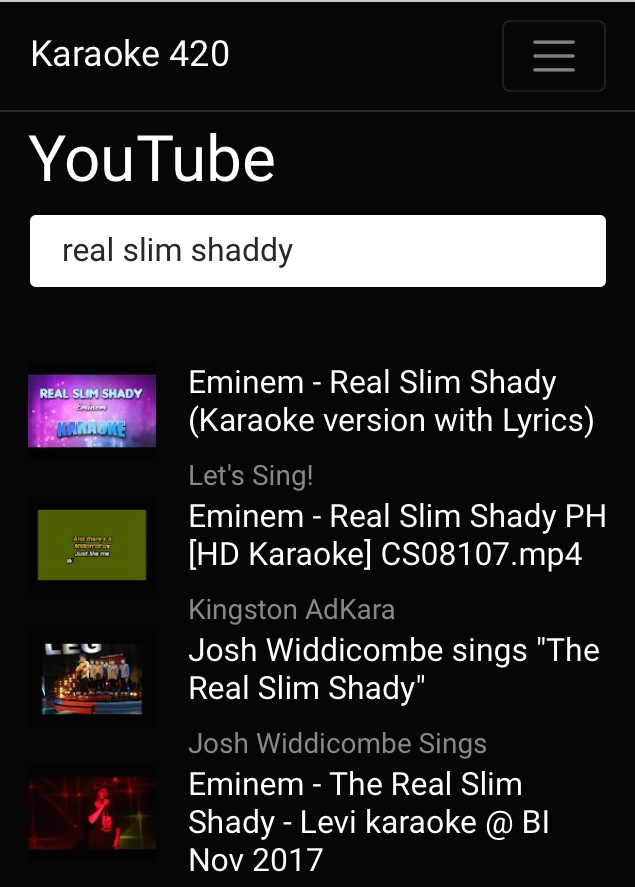 Karaoke 420
YouTube
real slim shaddy
REAL SLIM SHADY
Eminem
KARAOKE
Eminem - Real Slim Shady
(Karaoke version with Lyrics)
Let's Sing!
And there's a
Million of us
Just like me
Eminem - Real Slim Shady PH
[HD Karaoke] CS08107.mp4
Kingston AdKara
LEG
Josh Widdicombe sings "The
Real Slim Shady"
Josh Widdicombe Sings
Eminem - The Real Slim
Shady - Levi karaoke @ BI
Nov 2017